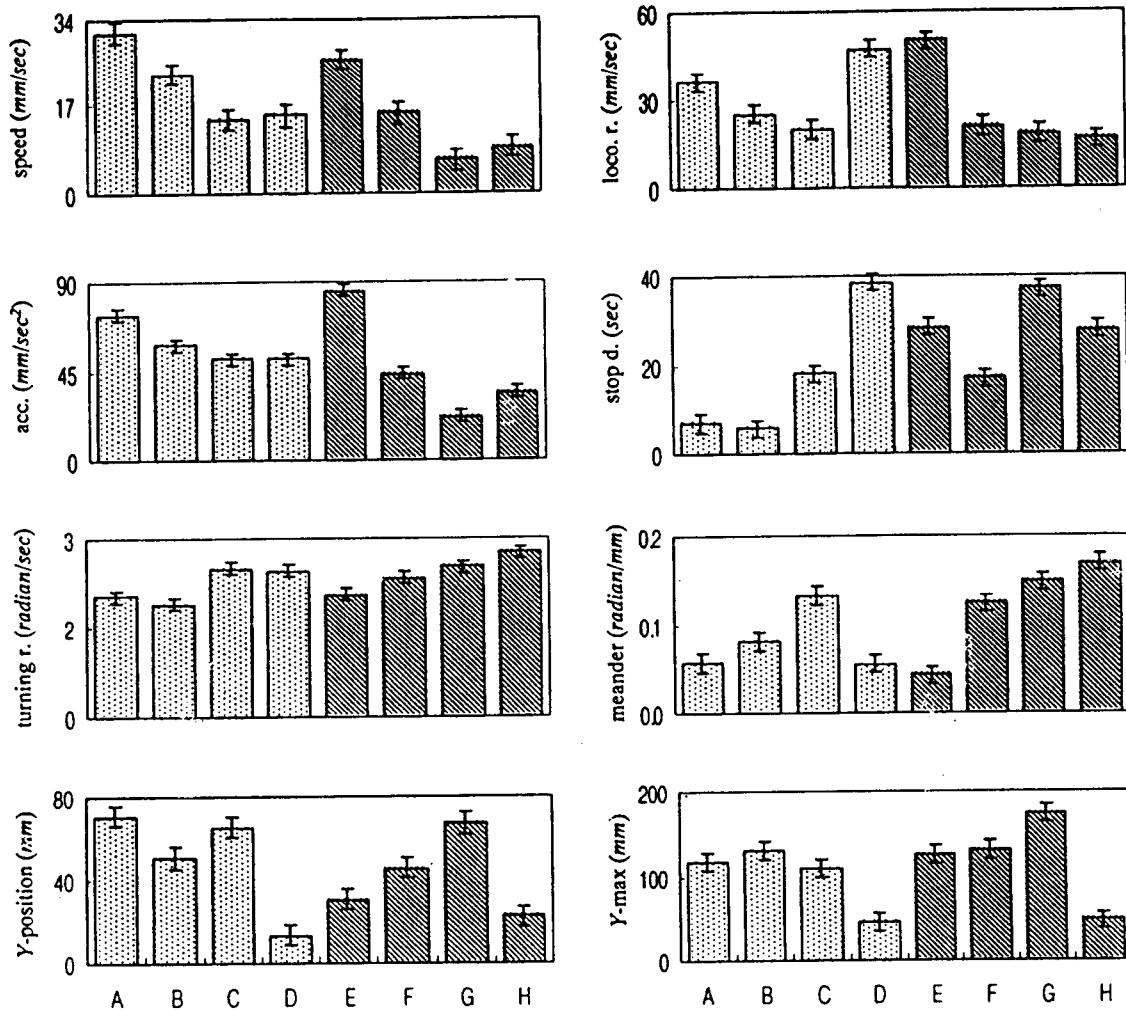 speed (mm/sec)
34
17
0
loco. r. (mm/sec)
60
30
0
acc. (mm/sec²)
90
45
0
stop d. (sec)
40
20
0
turning r. (radian/sec)
3
2
0
meander (radian/mm)
0.2
0.1
0.0
Y-position (mm)
80
40
0
A B C D E F G H
Y-max (mm)
200
100
0
A B C D E F G H